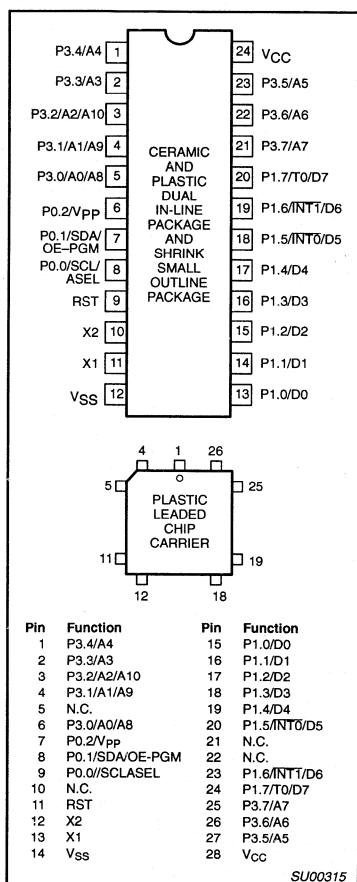 P3.4/A4 1 24 VCC
P3.3/A3 2 23 P3.5/A5
P3.2/A2/A10 3 22 P3.6/A6
P3.1/A1/A9 4 21 P3.7/A7
P3.0/A0/A8 5 20 P1.7/T0/D7
P0.2/VPP 6 19 P1.6/INT1/D6
P0.1/SDA/
OE–PGM 7 18 P1.5/INT0/D5
P0.0/SCL/
ASEL 8 17 P1.4/D4
RST 9 16 P1.3/D3
X2 10 15 P1.2/D2
X1 11 14 P1.1/D1
VSS 12 13 P1.0/D0
CERAMIC
AND
PLASTIC
DUAL
IN-LINE
PACKAGE
AND
SHRINK
SMALL
OUTLINE
PACKAGE
4 1 26
5 25
PLASTIC
LEADED
CHIP
CARRIER
11 19
12 18
Pin Function Pin Function
1 P3.4/A4 15 P1.0/D0
2 P3.3/A3 16 P1.1/D1
3 P3.2/A2/A10 17 P1.2/D2
4 P3.1/A1/A9 18 P1.3/D3
5 N.C. 19 P1.4/D4
6 P3.0/A0/A8 20 P1.5/INT0/D5
7 P0.2/VPP 21 N.C.
8 P0.1/SDA/OE-PGM 22 N.C.
9 P0.0//SCLASEL 23 P1.6/INT1/D6
10 N.C. 24 P1.7/T0/D7
11 RST 25 P3.7/A7
12 X2 26 P3.6/A6
13 X1 27 P3.5/A5
14 VSS 28 VCC
SU00315